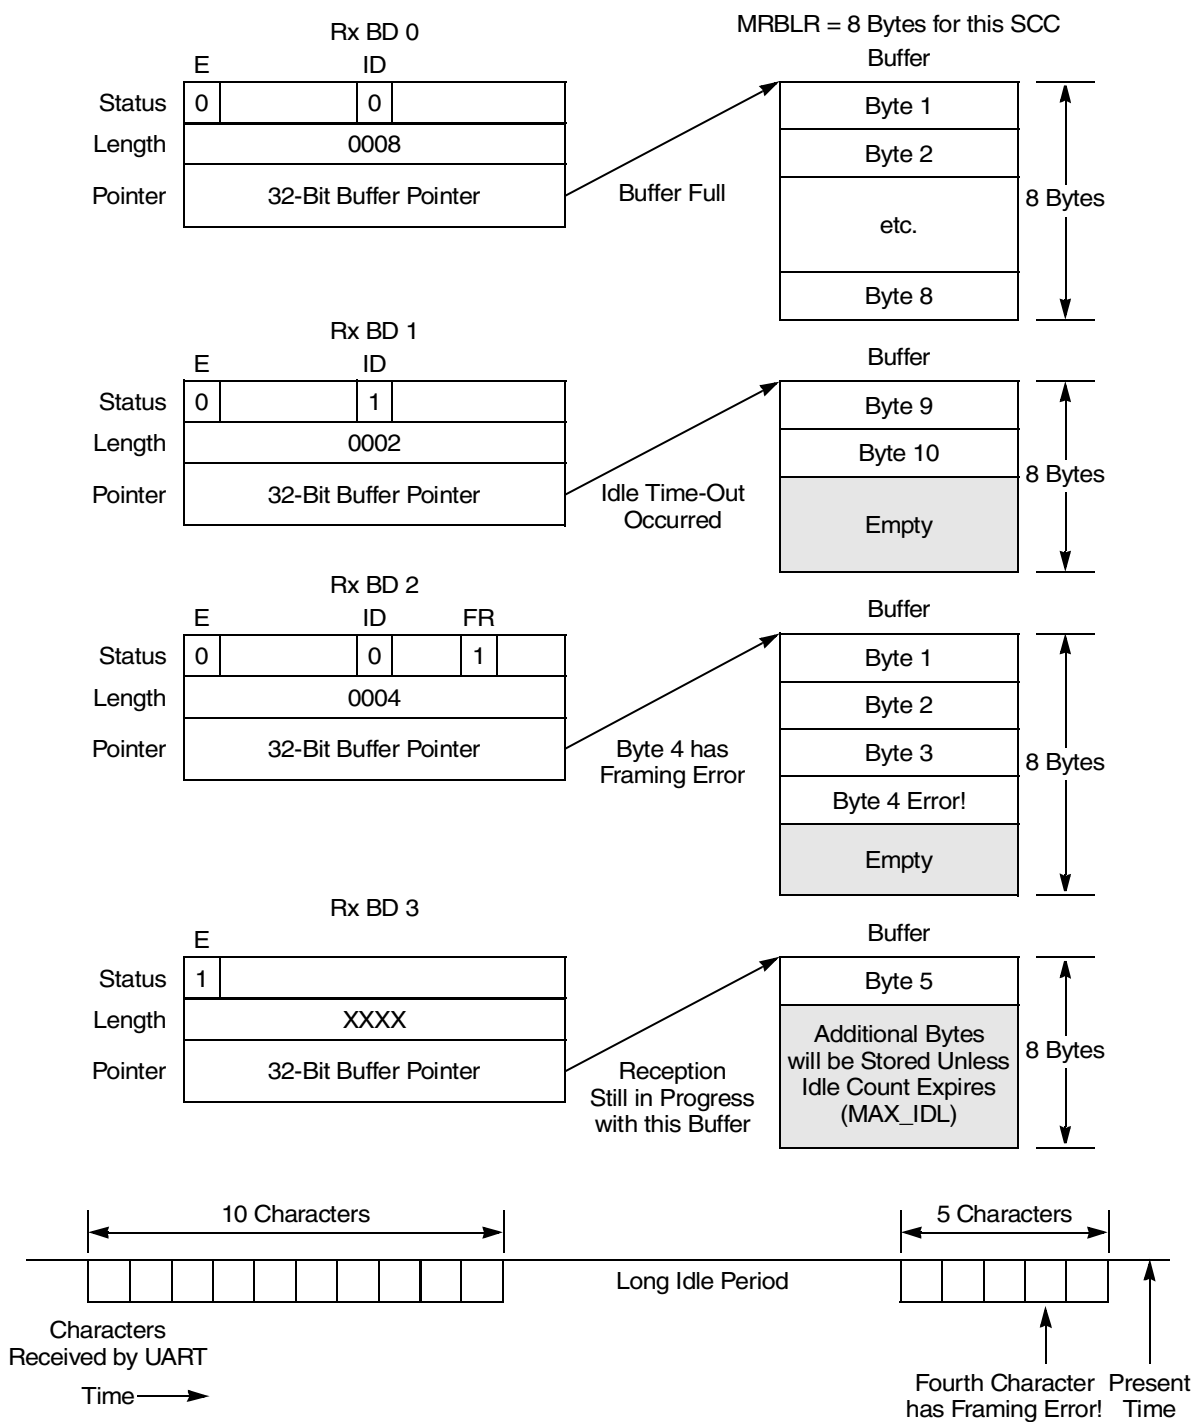 MRBLR = 8 Bytes for this SCC
Rx BD 0
Buffer
E ID
Status 0 0
Length 0008
Pointer 32-Bit Buffer Pointer
Buffer Full
Byte 1
Byte 2
etc.
Byte 8
8 Bytes
Rx BD 1
Buffer
E ID
Status 0 1
Length 0002
Pointer 32-Bit Buffer Pointer
Idle Time-Out
Occurred
Byte 9
Byte 10
Empty
8 Bytes
Rx BD 2
Buffer
E ID FR
Status 0 0 1
Length 0004
Pointer 32-Bit Buffer Pointer
Byte 4 has
Framing Error
Byte 1
Byte 2
Byte 3
Byte 4 Error!
Empty
8 Bytes
Rx BD 3
Buffer
E
Status 1
Length XXXX
Pointer 32-Bit Buffer Pointer
Reception
Still in Progress
with this Buffer
Byte 5
Additional Bytes
will be Stored Unless
Idle Count Expires
(MAX_IDL)
8 Bytes
10 Characters
5 Characters
Long Idle Period
Characters
Received by UART
Time
Fourth Character
has Framing Error!
Present
Time